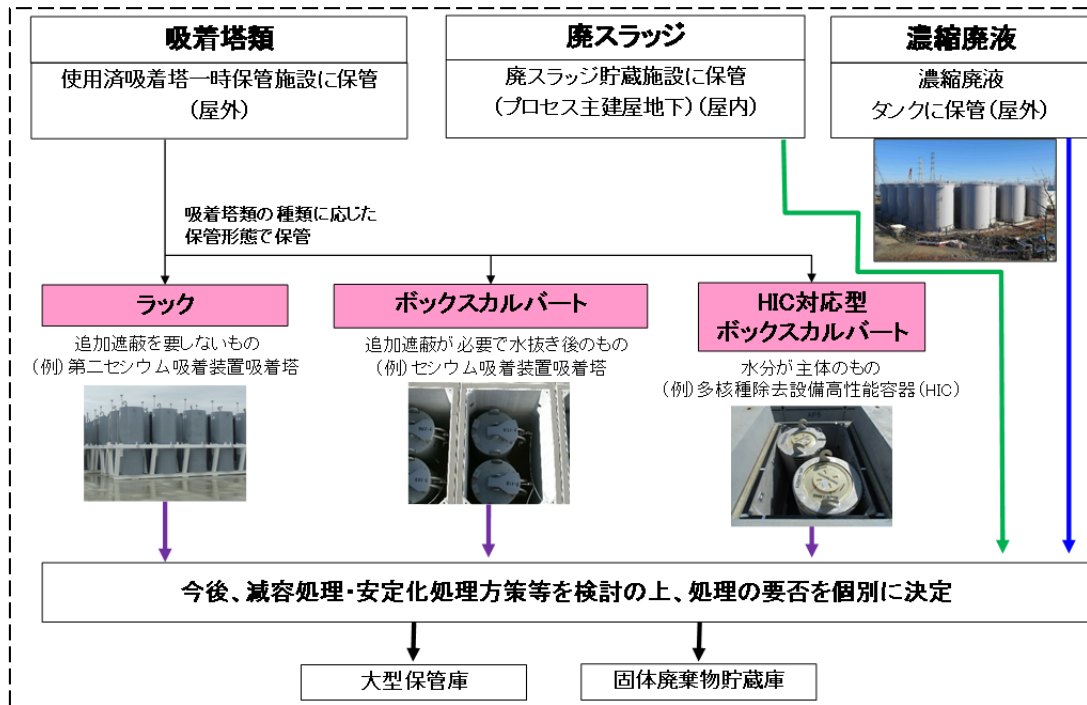 吸着塔類
使用済吸着塔一時保管施設に保管
(屋外)
廃スラッジ
廃スラッジ貯蔵施設に保管
(プロセス主建屋地下)(屋内)
濃縮廃液
濃縮廃液
タンクに保管(屋外)
吸着塔類の種類に応じた
保管形態で保管
ラック
追加遮蔽を要しないもの
(例)第二セシウム吸着装置吸着塔
ボックスカルバート
追加遮蔽が必要で水抜き後のもの
(例)セシウム吸着装置吸着塔
HIC対応型
ボックスカルバート
水分が主体のもの
(例)多核種除去設備高性能容器(HIC)
今後、減容処理・安定化処理方策等を検討の上、処理の要否を個別に決定
大型保管庫
固体廃棄物貯蔵庫